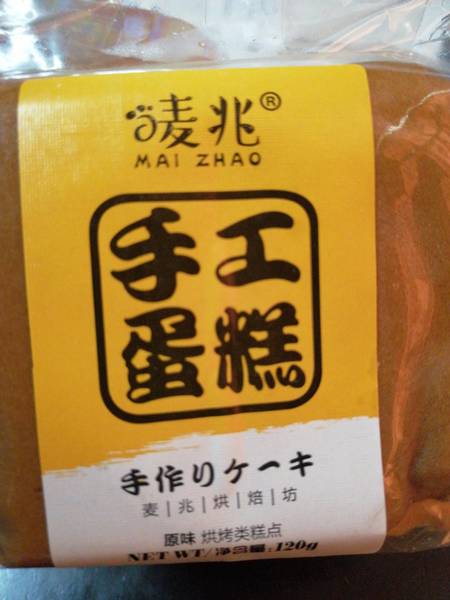 麦兆®
MAI ZHAO
手工
蛋糕
手作りケーキ
麦|兆|烘|焙|坊
原味 烘烤类糕点
NET WT/净含量:120g